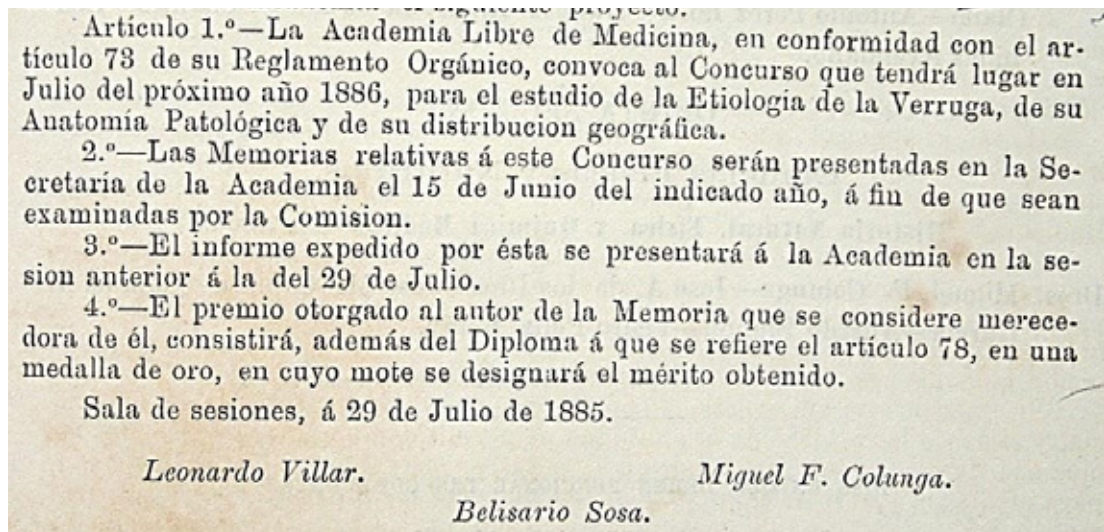 siguiente proyecto.
Artículo 1.º—La Academia Libre de Medicina, en conformidad con el ar-
tículo 73 de su Reglamento Orgánico, convoca al Concurso que tendrá lugar en
Julio del próximo año 1886, para el estudio de la Etiología de la Verruga, de su
Anatomía Patológica y de su distribucion geográfica.
2.º—Las Memorias relativas á este Concurso serán presentadas en la Se-
cretaría de la Academia el 15 de Junio del indicado año, á fin de que sean
examinadas por la Comision.
3.º—El informe expedido por ésta se presentará á la Academia en la se-
sion anterior á la del 29 de Julio.
4.º—El premio otorgado al autor de la Memoria que se considere merece-
dora de él, consistirá, además del Diploma á que se refiere el artículo 78, en una
medalla de oro, en cuyo mote se designará el mérito obtenido.
Sala de sesiones, á 29 de Julio de 1885.
Leonardo Villar. Miguel F. Colunga.
Belisario Sosa.